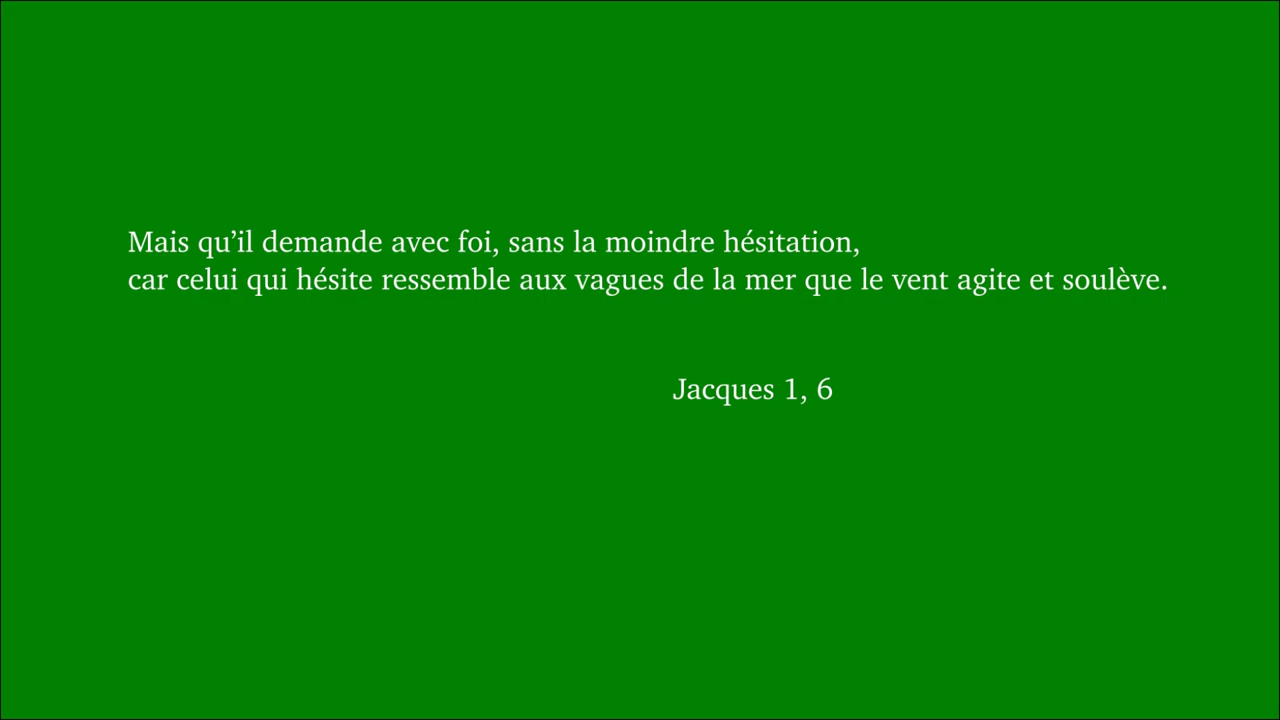 Mais qu’il demande avec foi, sans la moindre hésitation,
car celui qui hésite ressemble aux vagues de la mer que le vent agite et soulève.
Jacques 1, 6